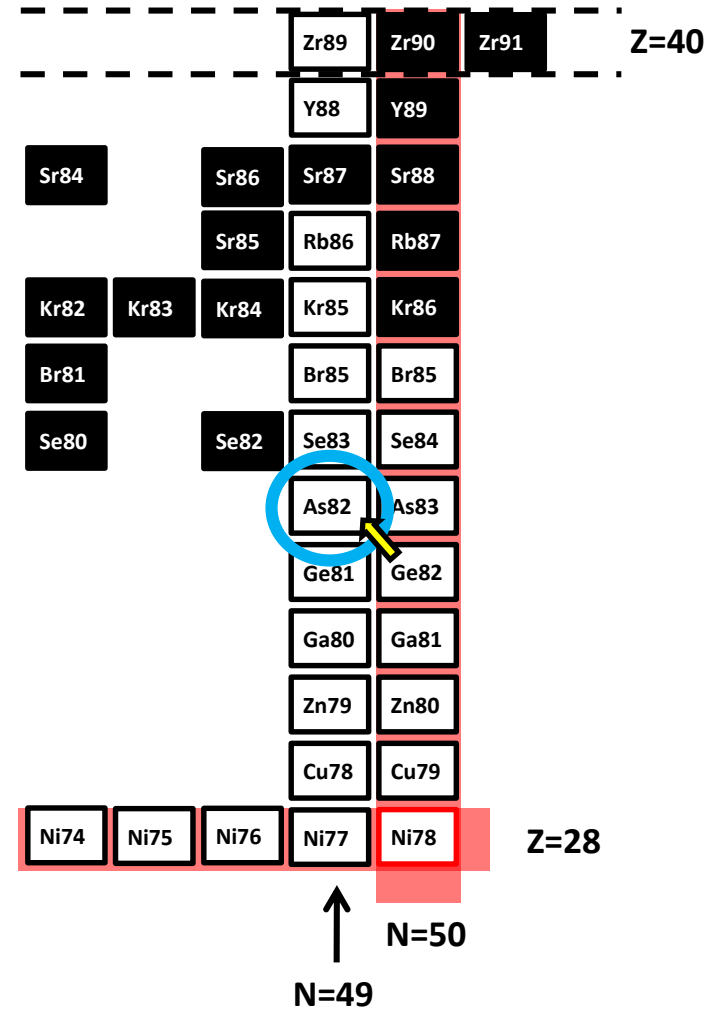 Zr89 Zr90 Zr91 Z=40
Y88 Y89
Sr84 Sr86 Sr87 Sr88
Sr85 Rb86 Rb87
Kr82 Kr83 Kr84 Kr85 Kr86
Br81 Br85 Br85
Se80 Se82 Se83 Se84
As82 As83
Ge81 Ge82
Ga80 Ga81
Zn79 Zn80
Cu78 Cu79
Ni74 Ni75 Ni76 Ni77 Ni78 Z=28
N=50
N=49